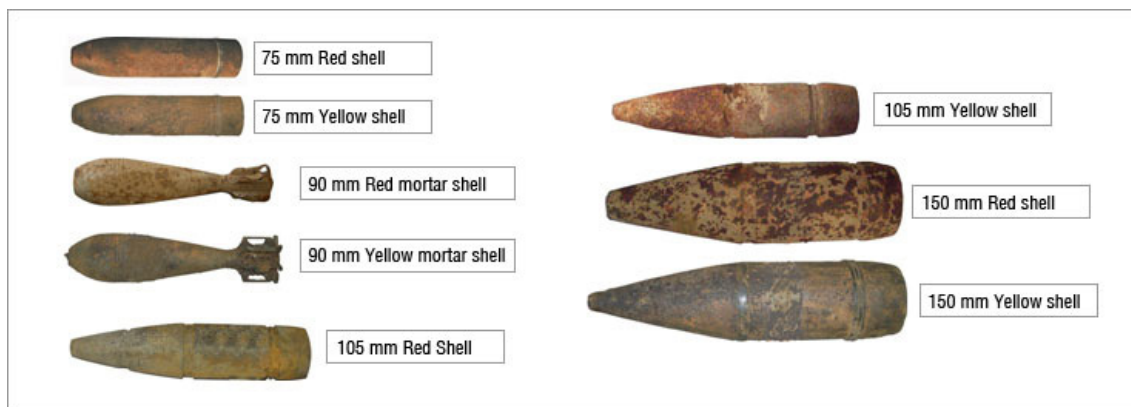 75 mm Red shell
75 mm Yellow shell
90 mm Red mortar shell
90 mm Yellow mortar shell
105 mm Red Shell
105 mm Yellow shell
150 mm Red shell
150 mm Yellow shell